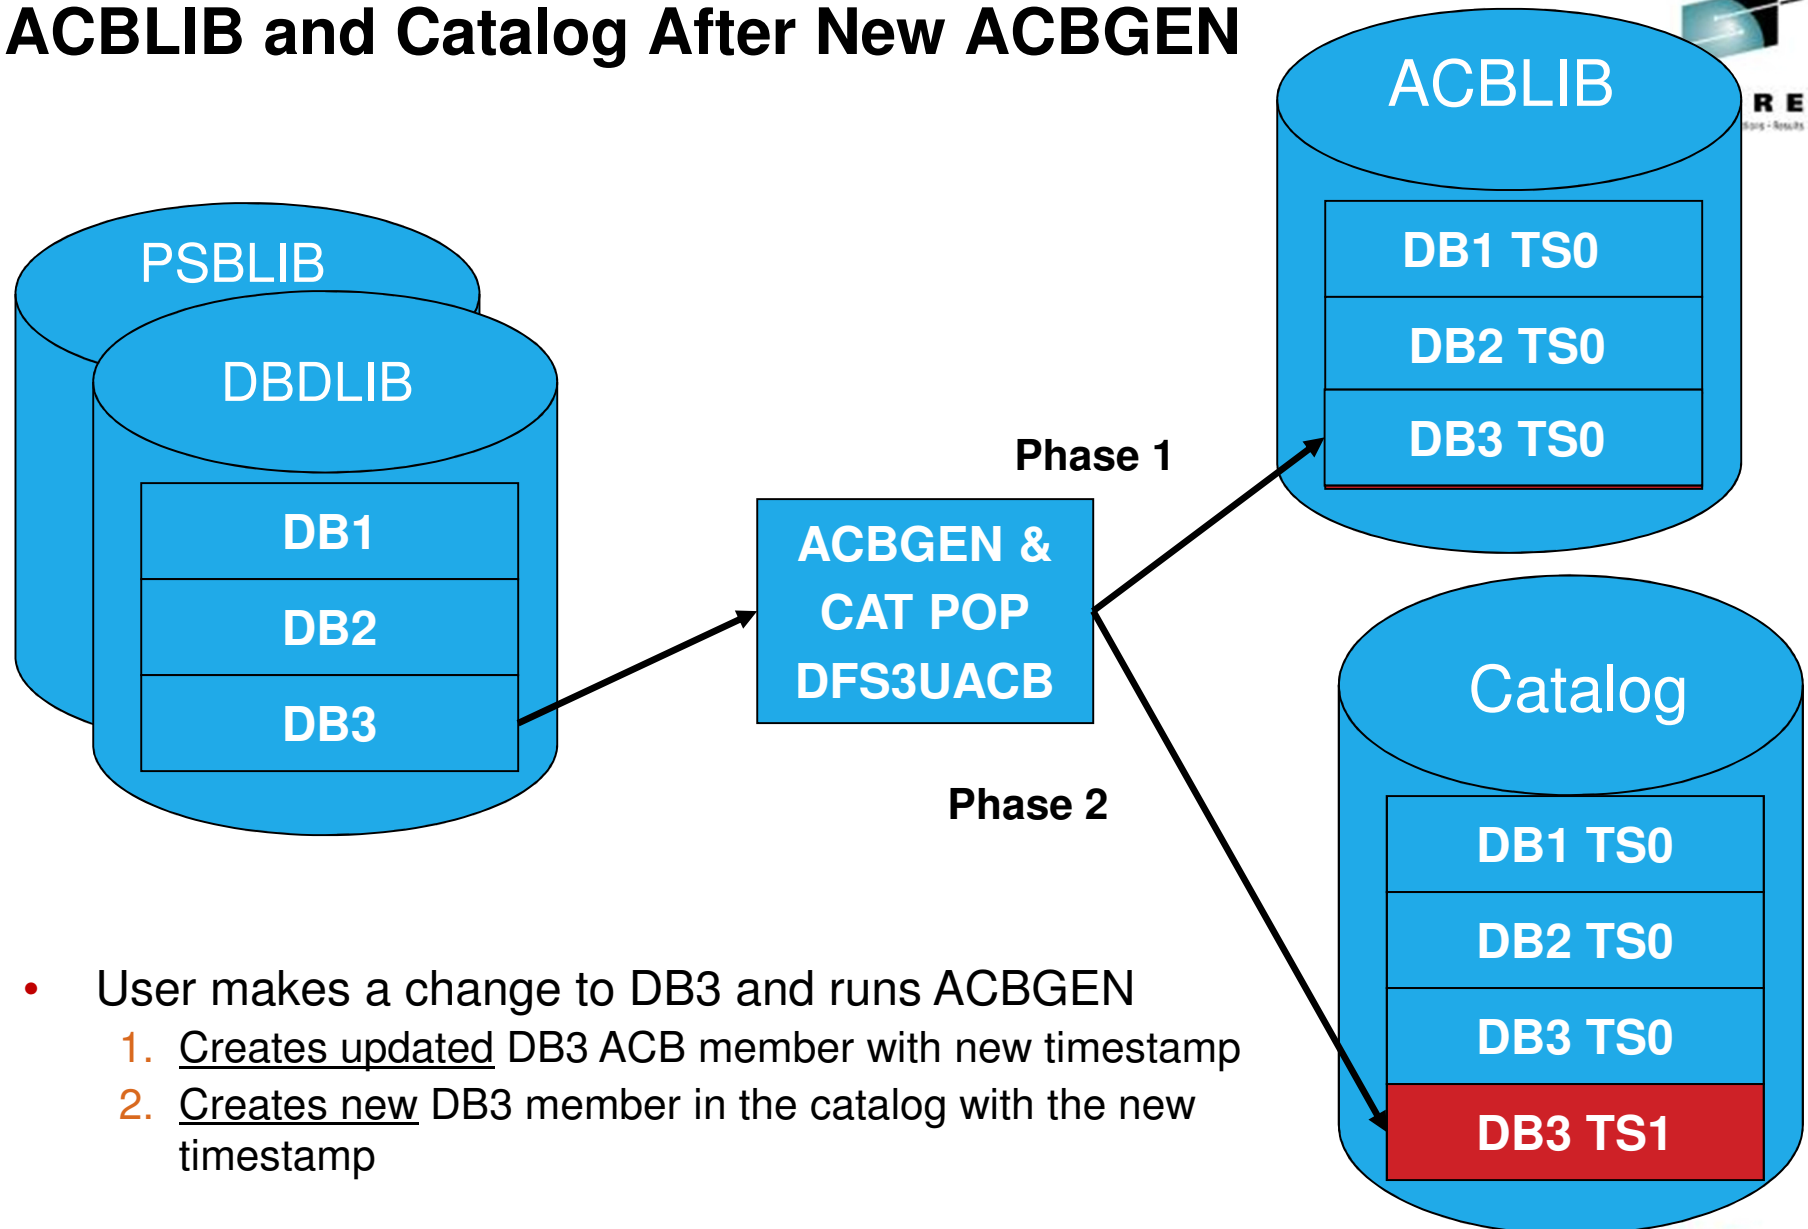 ACBLIB and Catalog After New ACBGEN
R E
Results
PSBLIB
DBDLIB
DB1
DB2
DB3
ACBGEN &
CAT POP
DFS3UACB
Phase 1
Phase 2
ACBLIB
DB1 TS0
DB2 TS0
DB3 TS0
Catalog
DB1 TS0
DB2 TS0
DB3 TS0
DB3 TS1
• User makes a change to DB3 and runs ACBGEN
1. Creates updated DB3 ACB member with new timestamp
2. Creates new DB3 member in the catalog with the new
timestamp